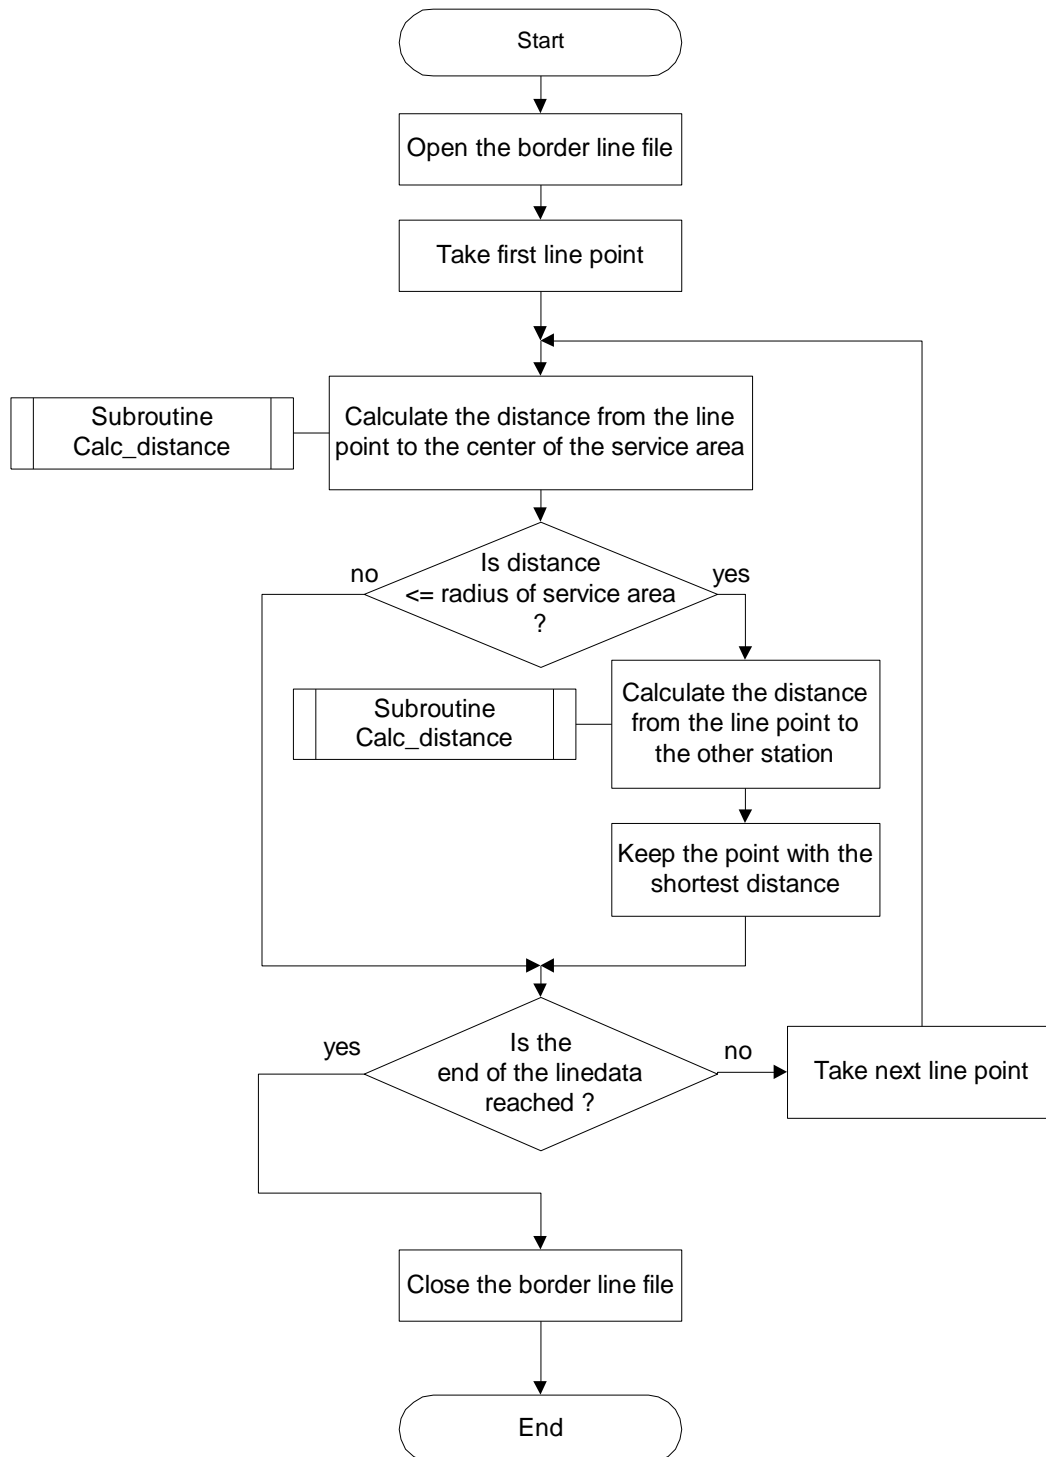 Start
Open the border line file
Take first line point
Subroutine
Calc_distance
Calculate the distance from the line
point to the center of the service area
Is distance
<= radius of service area
?
no
yes
Subroutine
Calc_distance
Calculate the distance
from the line point to
the other station
Keep the point with the
shortest distance
Is the
end of the linedata
reached ?
yes
no
Take next line point
Close the border line file
End